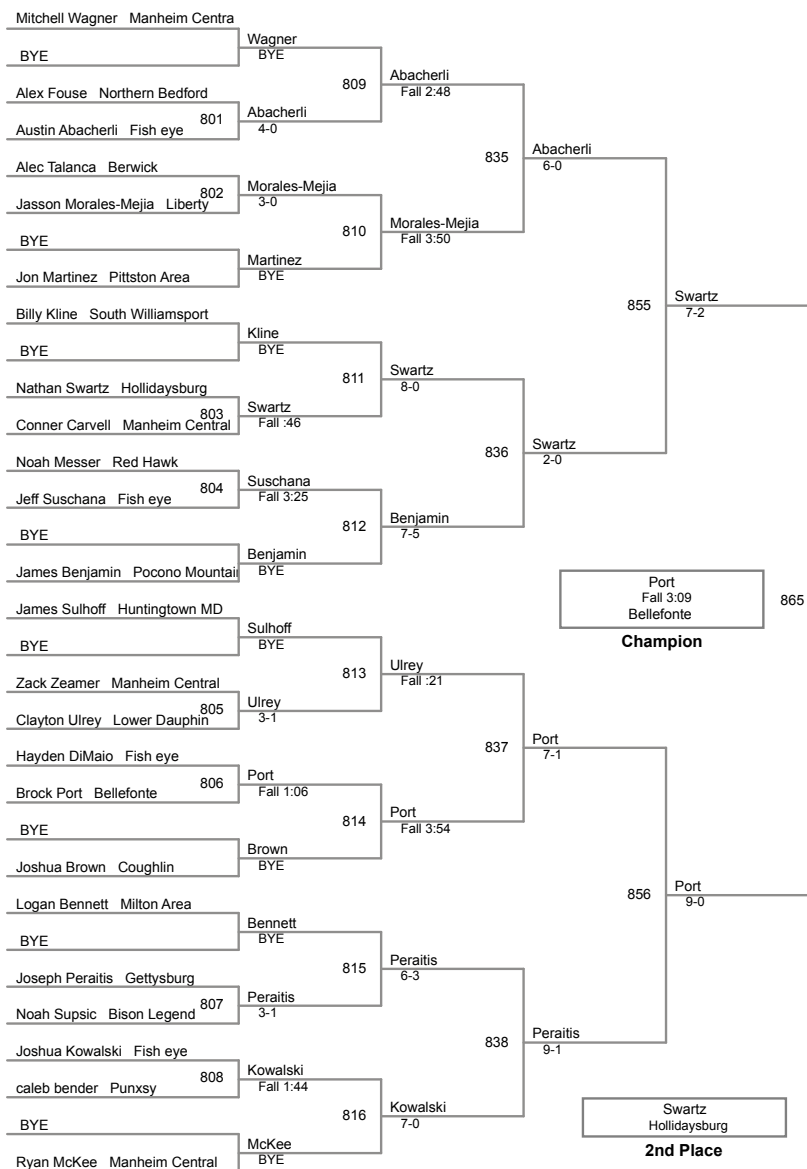 Mitchell Wagner Manheim Centra
Wagner
BYE
BYE
809
Abacherli
Fall 2:48
Alex Fouse Northern Bedford
801
Abacherli
4-0
Austin Abacherli Fish eye
835
Abacherli
6-0
Alec Talanca Berwick
802
Morales-Mejia
3-0
Jasson Morales-Mejia Liberty
810
Morales-Mejia
Fall 3:50
BYE
Martinez
BYE
Jon Martinez Pittston Area
855
Swartz
7-2
Billy Kline South Williamsport
Kline
BYE
BYE
811
Swartz
8-0
Nathan Swartz Hollidaysburg
803
Swartz
Fall :46
Conner Carvell Manheim Central
836
Swartz
2-0
Noah Messer Red Hawk
804
Suschana
Fall 3:25
Jeff Suschana Fish eye
812
Benjamin
7-5
BYE
Benjamin
BYE
James Benjamin Pocono Mountain
Port
Fall 3:09
Bellefonte
865
Champion
James Sulhoff Huntingtown MD
Sulhoff
BYE
BYE
813
Ulrey
Fall :21
Zack Zeamer Manheim Central
805
Ulrey
3-1
Clayton Ulrey Lower Dauphin
837
Port
7-1
Hayden DiMaio Fish eye
806
Port
Fall 1:06
Brock Port Bellefonte
814
Port
Fall 3:54
BYE
Brown
BYE
Joshua Brown Coughlin
856
Port
9-0
Logan Bennett Milton Area
Bennett
BYE
BYE
815
Peraitis
6-3
Joseph Peraitis Gettysburg
807
Peraitis
3-1
Noah Supsic Bison Legend
838
Peraitis
9-1
Joshua Kowalski Fish eye
808
Kowalski
Fall 1:44
caleb bender Punxsy
816
Kowalski
7-0
BYE
McKee
BYE
Ryan McKee Manheim Central
Swartz
Hollidaysburg
2nd Place